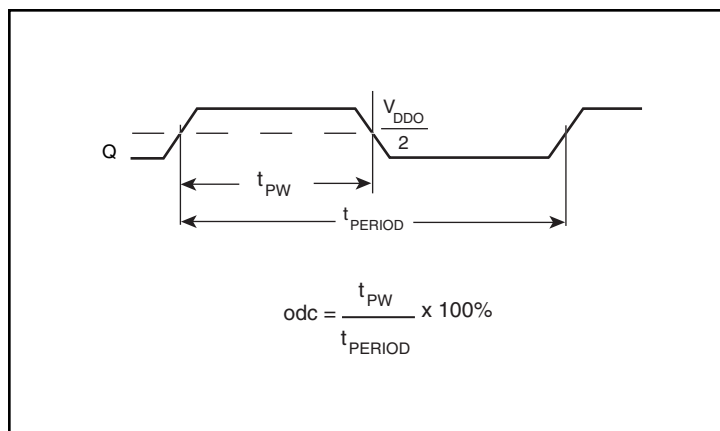 V_DDO
2
Q
t_PW
t_PERIOD
odc = t_PW / t_PERIOD x 100%